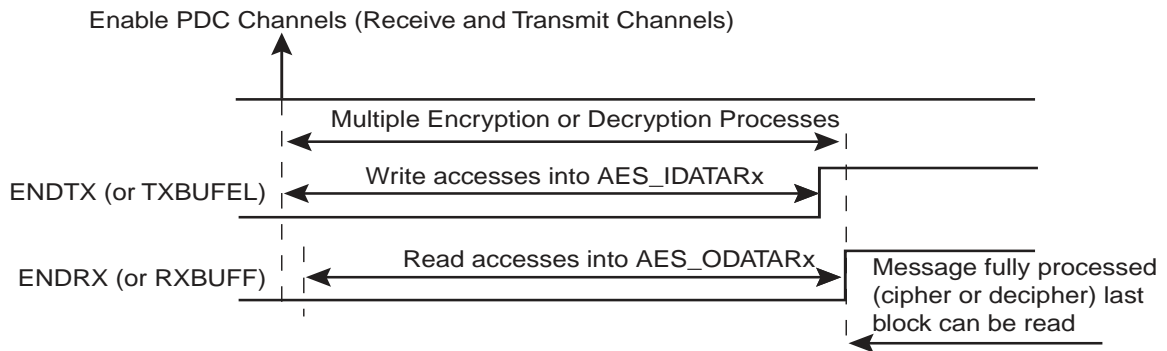 Enable PDC Channels (Receive and Transmit Channels)
Multiple Encryption or Decryption Processes
Write accesses into AES_IDATARx
ENDTX (or TXBUFEL)
Read accesses into AES_ODATARx
ENDRX (or RXBUFF)
Message fully processed
(cipher or decipher) last
block can be read